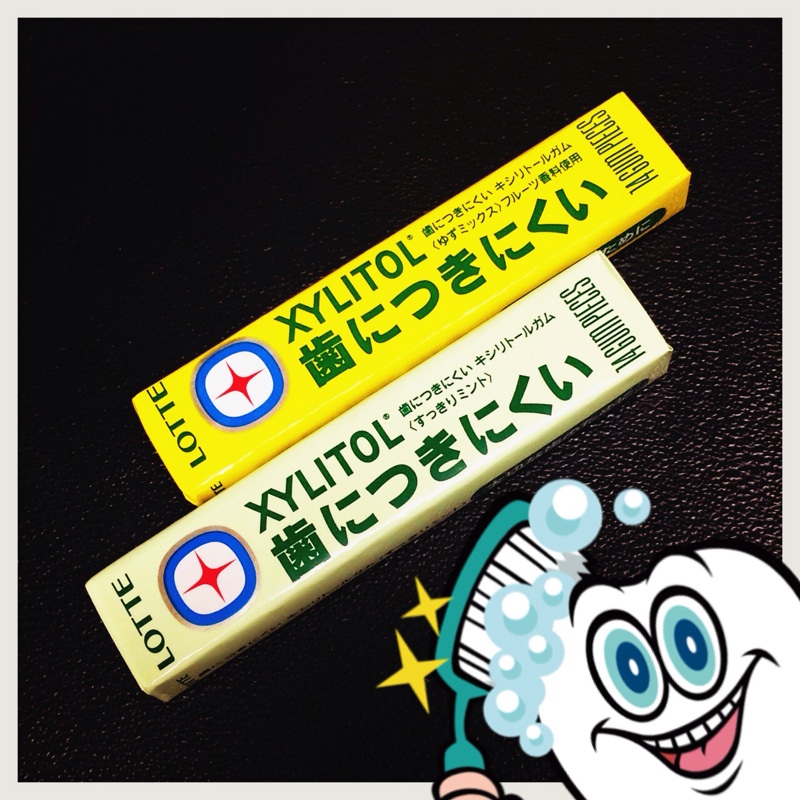 LOTTE
XYLITOL®
歯につきにくい キシリトールガム
〈ゆずミックス〉フルーツ香料使用
歯につきにくい
14 GUM PIECES
ために
LOTTE
XYLITOL®
歯につきにくい キシリトールガム
〈すっきりミント〉
歯につきにくい
14 GUM PIECES